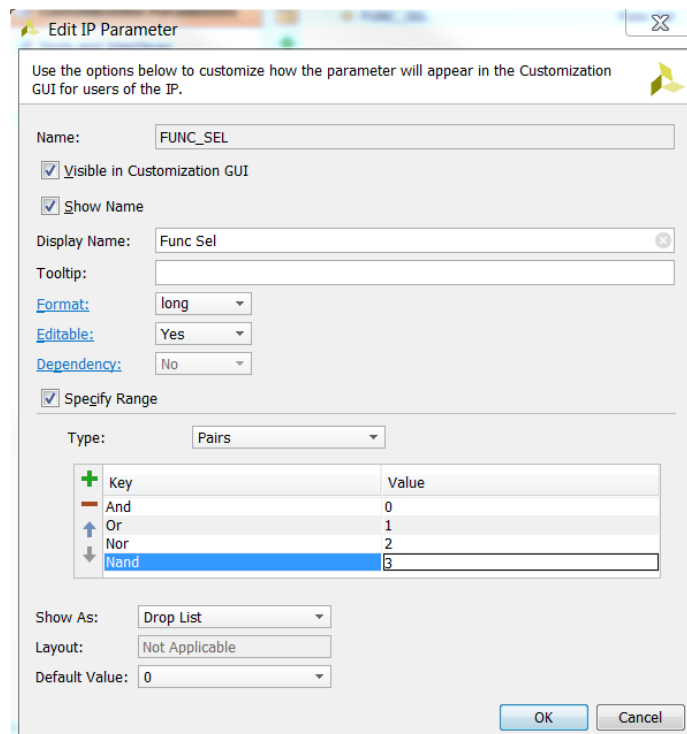 Edit IP Parameter
Use the options below to customize how the parameter will appear in the Customization
GUI for users of the IP.
Name: FUNC_SEL
Visible in Customization GUI
Show Name
Display Name: Func Sel
Tooltip:
Format: long
Editable: Yes
Dependency: No
Specify Range
Type: Pairs
Key Value
And 0
Or 1
Nor 2
Nand 3
Show As: Drop List
Layout: Not Applicable
Default Value: 0
OK Cancel